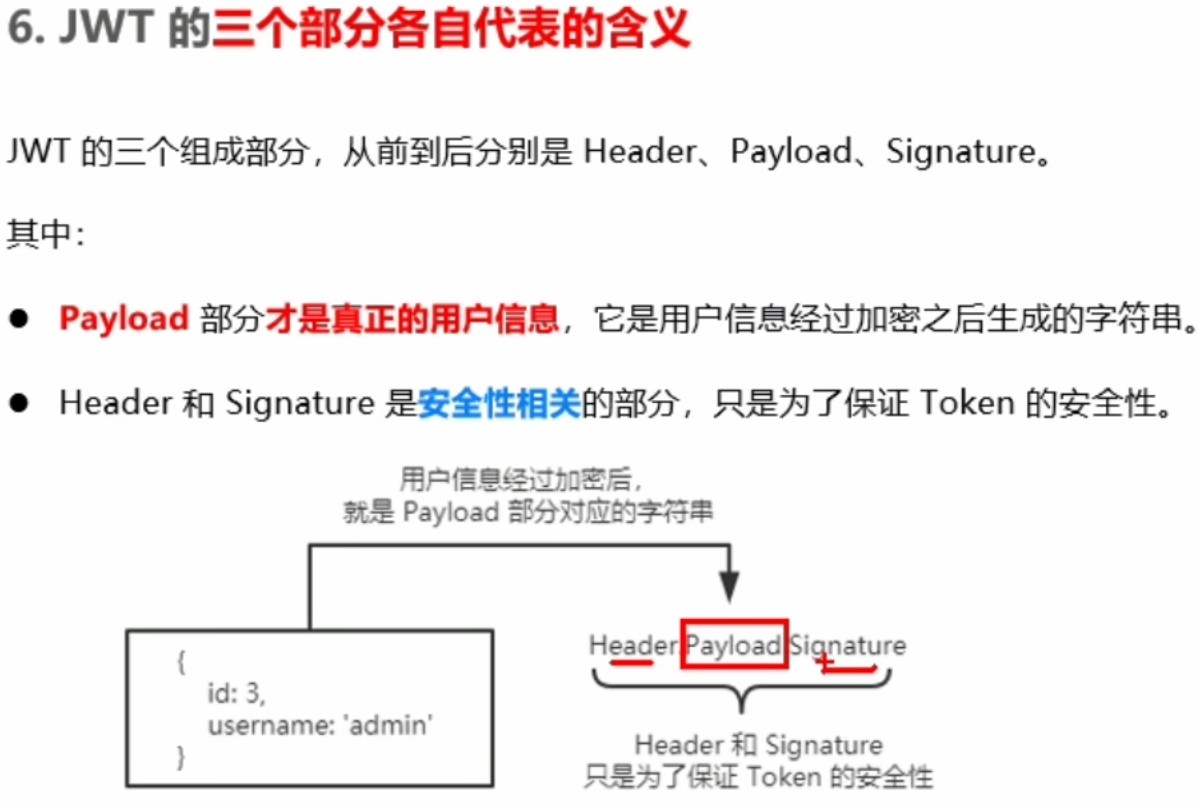 6. JWT 的三个部分各自代表的含义
JWT 的三个组成部分，从前到后分别是 Header、Payload、Signature。
其中：
● Payload 部分才是真正的用户信息，它是用户信息经过加密之后生成的字符串。
● Header 和 Signature 是安全性相关的部分，只是为了保证 Token 的安全性。
用户信息经过加密后，
就是 Payload 部分对应的字符串
{
id: 3,
username: 'admin'
}
Header.Payload.Signature
Header 和 Signature
只是为了保证 Token 的安全性